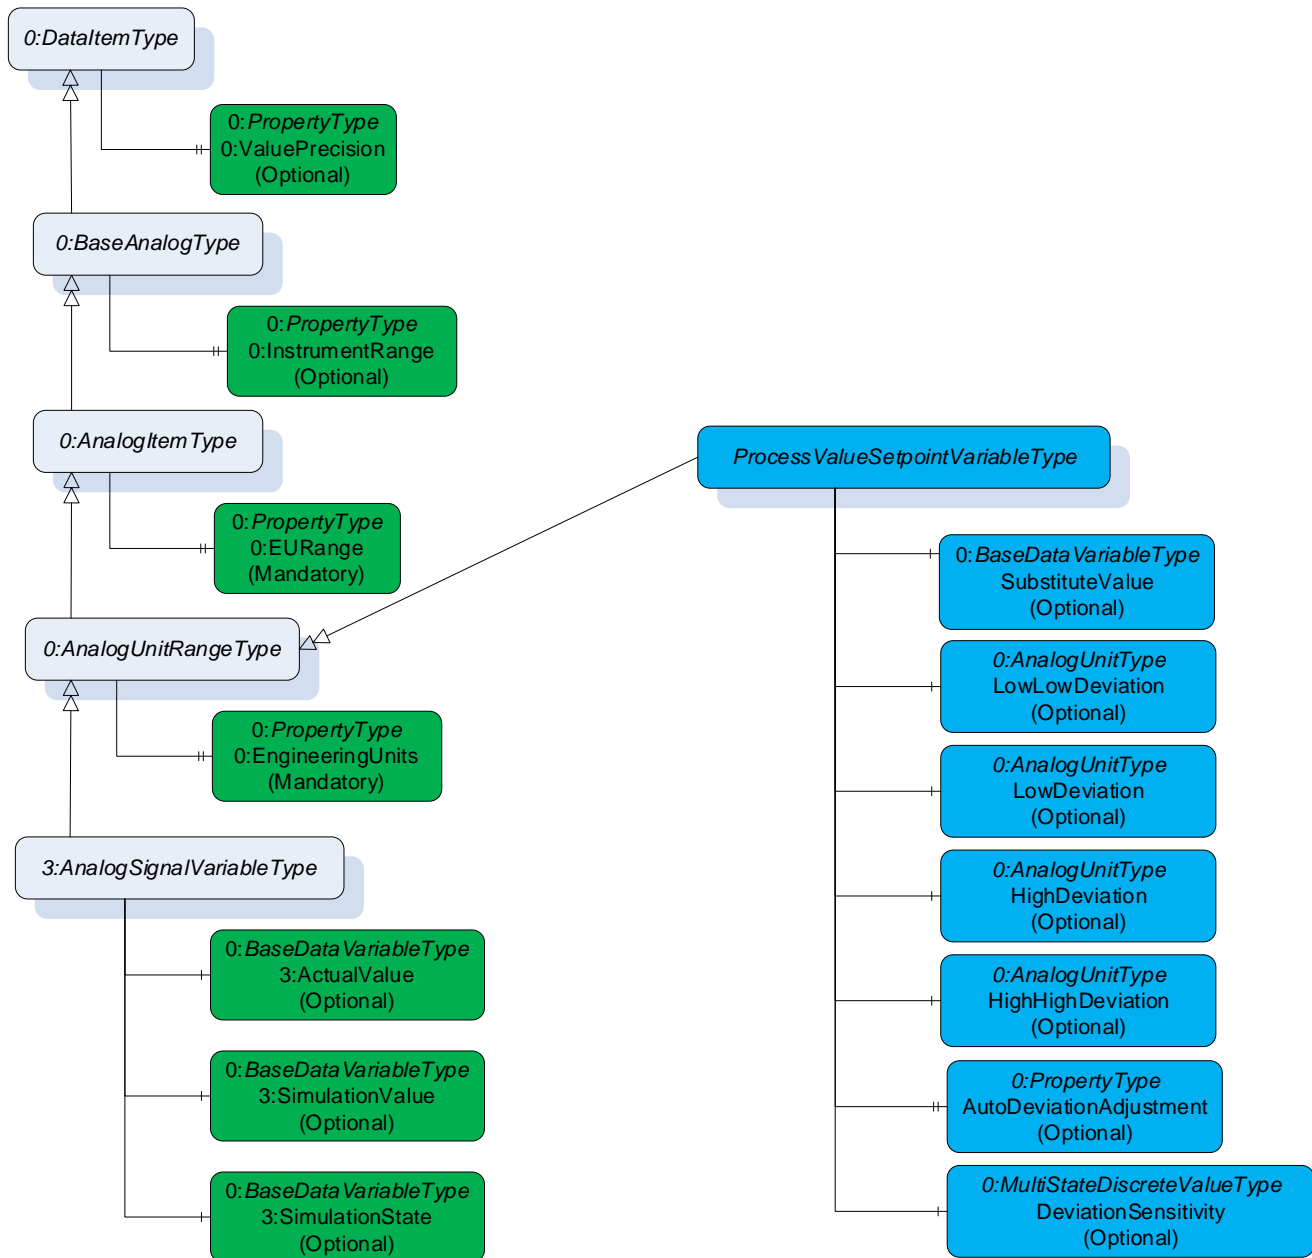 0:DataItemType
0:PropertyType
0:ValuePrecision
(Optional)
0:BaseAnalogType
0:PropertyType
0:InstrumentRange
(Optional)
0:AnalogItemType
0:PropertyType
0:EURange
(Mandatory)
0:AnalogUnitRangeType
0:PropertyType
0:EngineeringUnits
(Mandatory)
3:AnalogSignalVariableType
0:BaseDataVariableType
3:ActualValue
(Optional)
0:BaseDataVariableType
3:SimulationValue
(Optional)
0:BaseDataVariableType
3:SimulationState
(Optional)
ProcessValueSetpointVariableType
0:BaseDataVariableType
SubstituteValue
(Optional)
0:AnalogUnitType
LowLowDeviation
(Optional)
0:AnalogUnitType
LowDeviation
(Optional)
0:AnalogUnitType
HighDeviation
(Optional)
0:AnalogUnitType
HighHighDeviation
(Optional)
0:PropertyType
AutoDeviationAdjustment
(Optional)
0:MultiStateDiscreteValueType
DeviationSensitivity
(Optional)